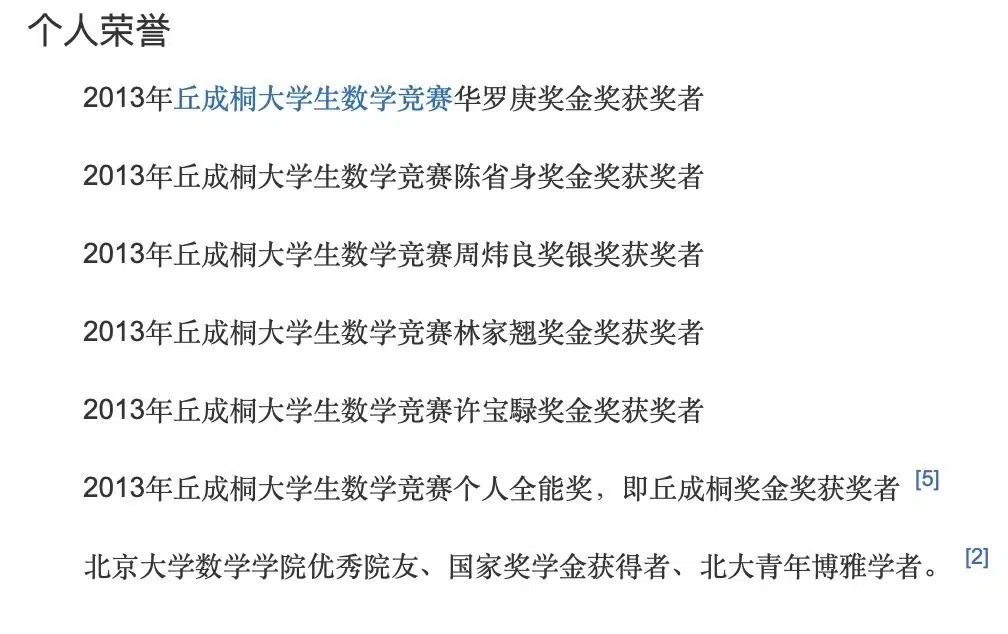 个人荣誉
2013年丘成桐大学生数学竞赛华罗庚奖金奖获奖者
2013年丘成桐大学生数学竞赛陈省身奖金奖获奖者
2013年丘成桐大学生数学竞赛周炜良奖银奖获奖者
2013年丘成桐大学生数学竞赛林家翘奖金奖获奖者
2013年丘成桐大学生数学竞赛许宝騄奖金奖获奖者
2013年丘成桐大学生数学竞赛个人全能奖，即丘成桐奖金奖获奖者 [5]
北京大学数学学院优秀院友、国家奖学金获得者、北大青年博雅学者。 [2]